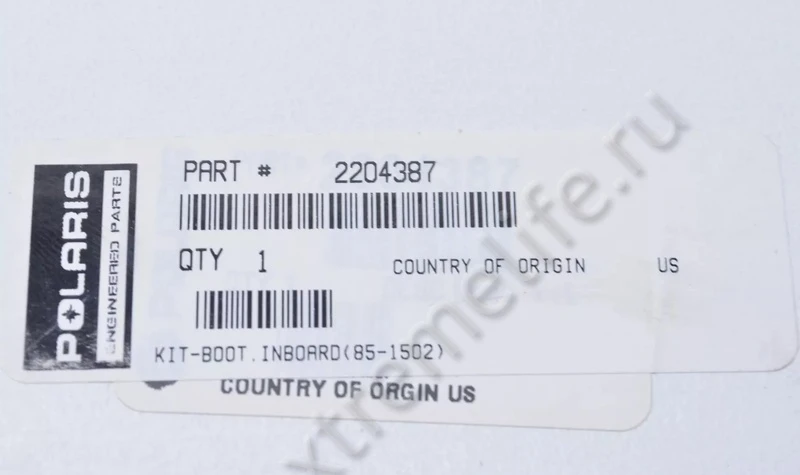 POLARIS
ENGINEERED PARTS
PART # 2204387
QTY 1
COUNTRY OF ORIGIN US
KIT-BOOT.INBOARD(85-1502)
COUNTRY OF ORGIN US
xtremelife.ru